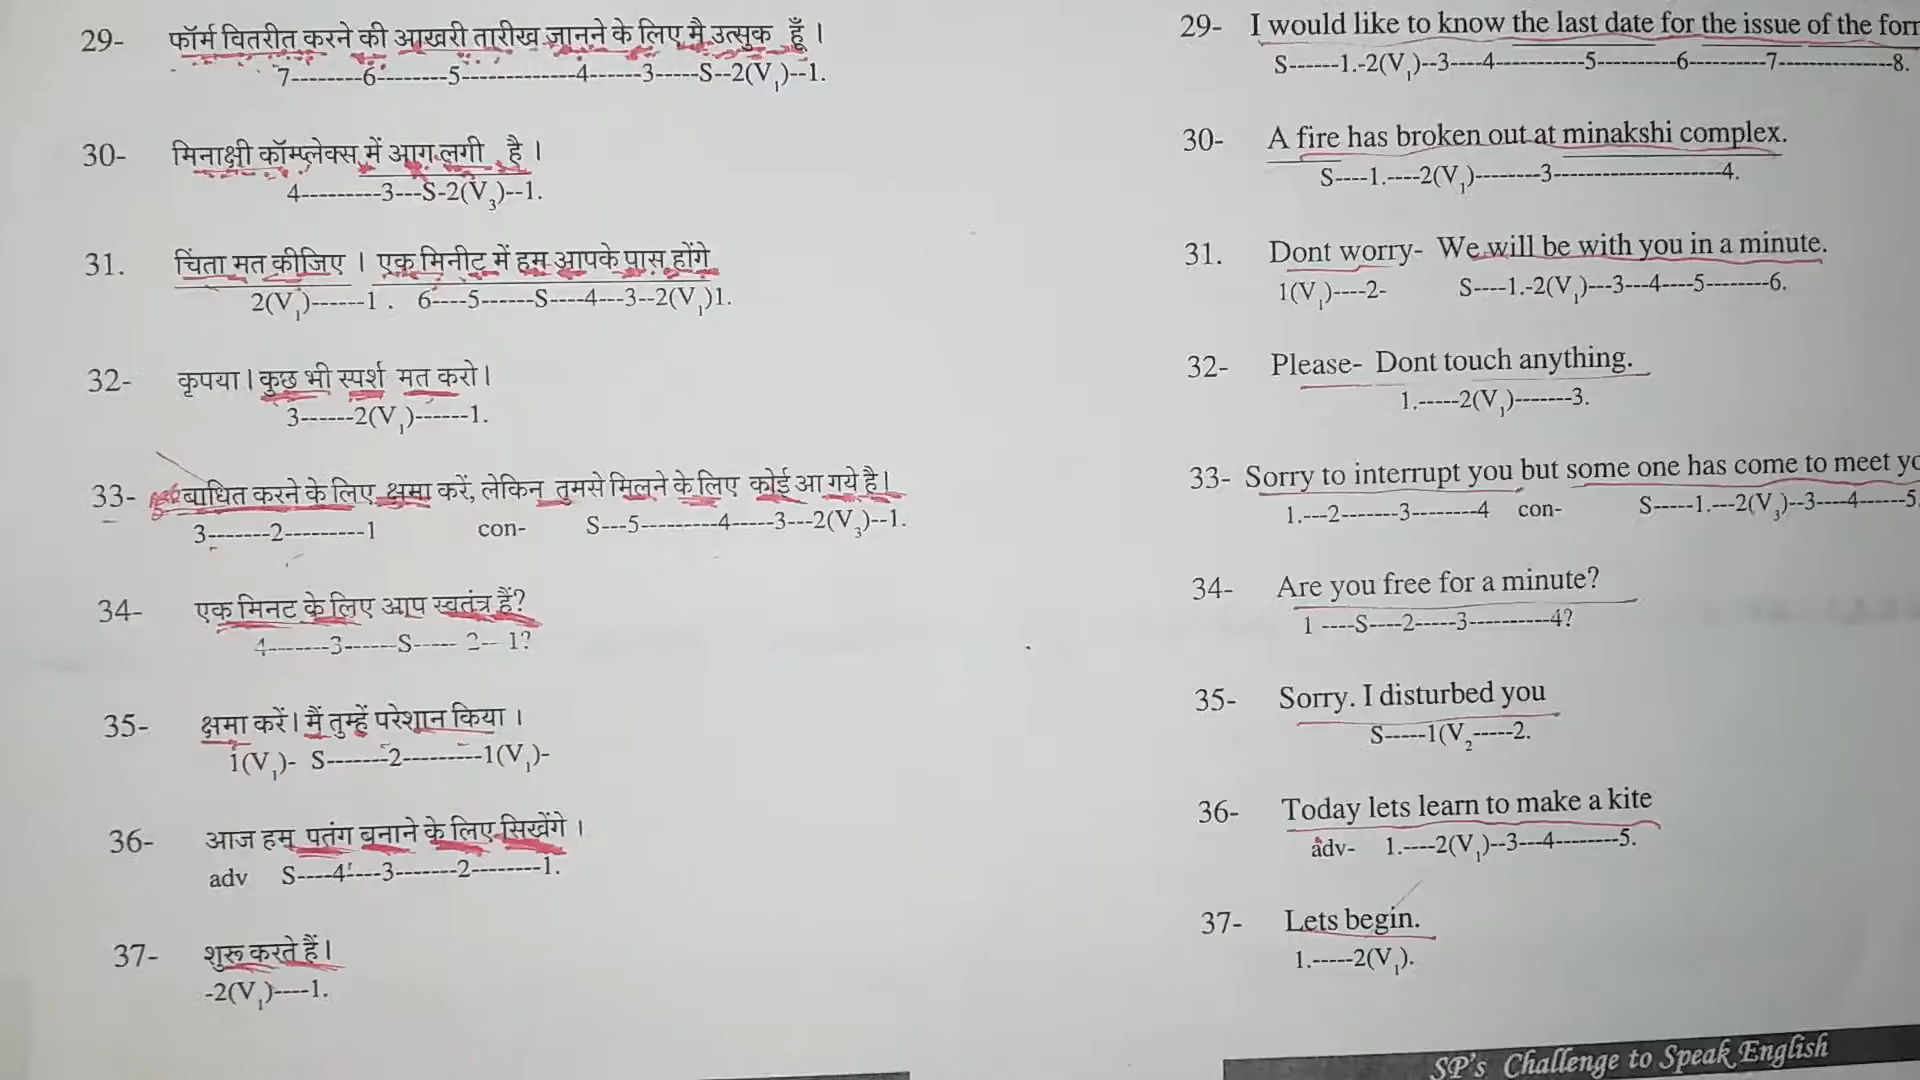 29- फॉर्म वितरीत करने की आखरी तारीख जानने के लिए मै उत्सुक हूँ ।
7--------6--------5-------------4------3-----S--2(V1)--1.
30- मिनाक्षी कॉम्प्लेक्स में आग लगी है ।
4---------3---S-2(V3)--1.
31. चिंता मत कीजिए । एक मिनीट में हम आपके पास होंगे
2(V1)------1 . 6----5------S----4---3--2(V1)1.
32- कृपया । कुछ भी स्पर्श मत करो ।
3------2(V1)------1.
33- बाधित करने के लिए क्षमा करें, लेकिन तुमसे मिलने के लिए कोई आ गये है ।
3-------2---------1 con- S---5---------4-----3---2(V3)--1.
34- एक मिनट के लिए आप स्वतंत्र हैं?
4-------3------S----- 2-- 1?
35- क्षमा करें । मैं तुम्हें परेशान किया ।
1(V1)- S-------2---------1(V1)-
36- आज हम पतंग बनाने के लिए सिखेंगे ।
adv S----4----3-------2--------1.
37- शुरू करते हैं ।
-2(V1)----1.
29- I would like to know the last date for the issue of the
S------1.-2(V1)--3----4-----------5----------6----------7--------------8.
30- A fire has broken out at minakshi complex.
S----1.----2(V1)--------3---------------------4.
31. Dont worry- We will be with you in a minute.
1(V1)----2- S----1.-2(V1)---3---4----5--------6.
32- Please- Dont touch anything.
1.-----2(V1)-------3.
33- Sorry to interrupt you but some one has come to meet
1.---2-------3--------4 con- S-----1.---2(V3)--3----4------5.
34- Are you free for a minute?
1 ----S----2-----3----------4?
35- Sorry. I disturbed you
S-----1(V2-----2.
36- Today lets learn to make a kite
adv- 1.----2(V1)--3---4--------5.
37- Lets begin.
1.-----2(V1).
SP's Challenge to Speak English